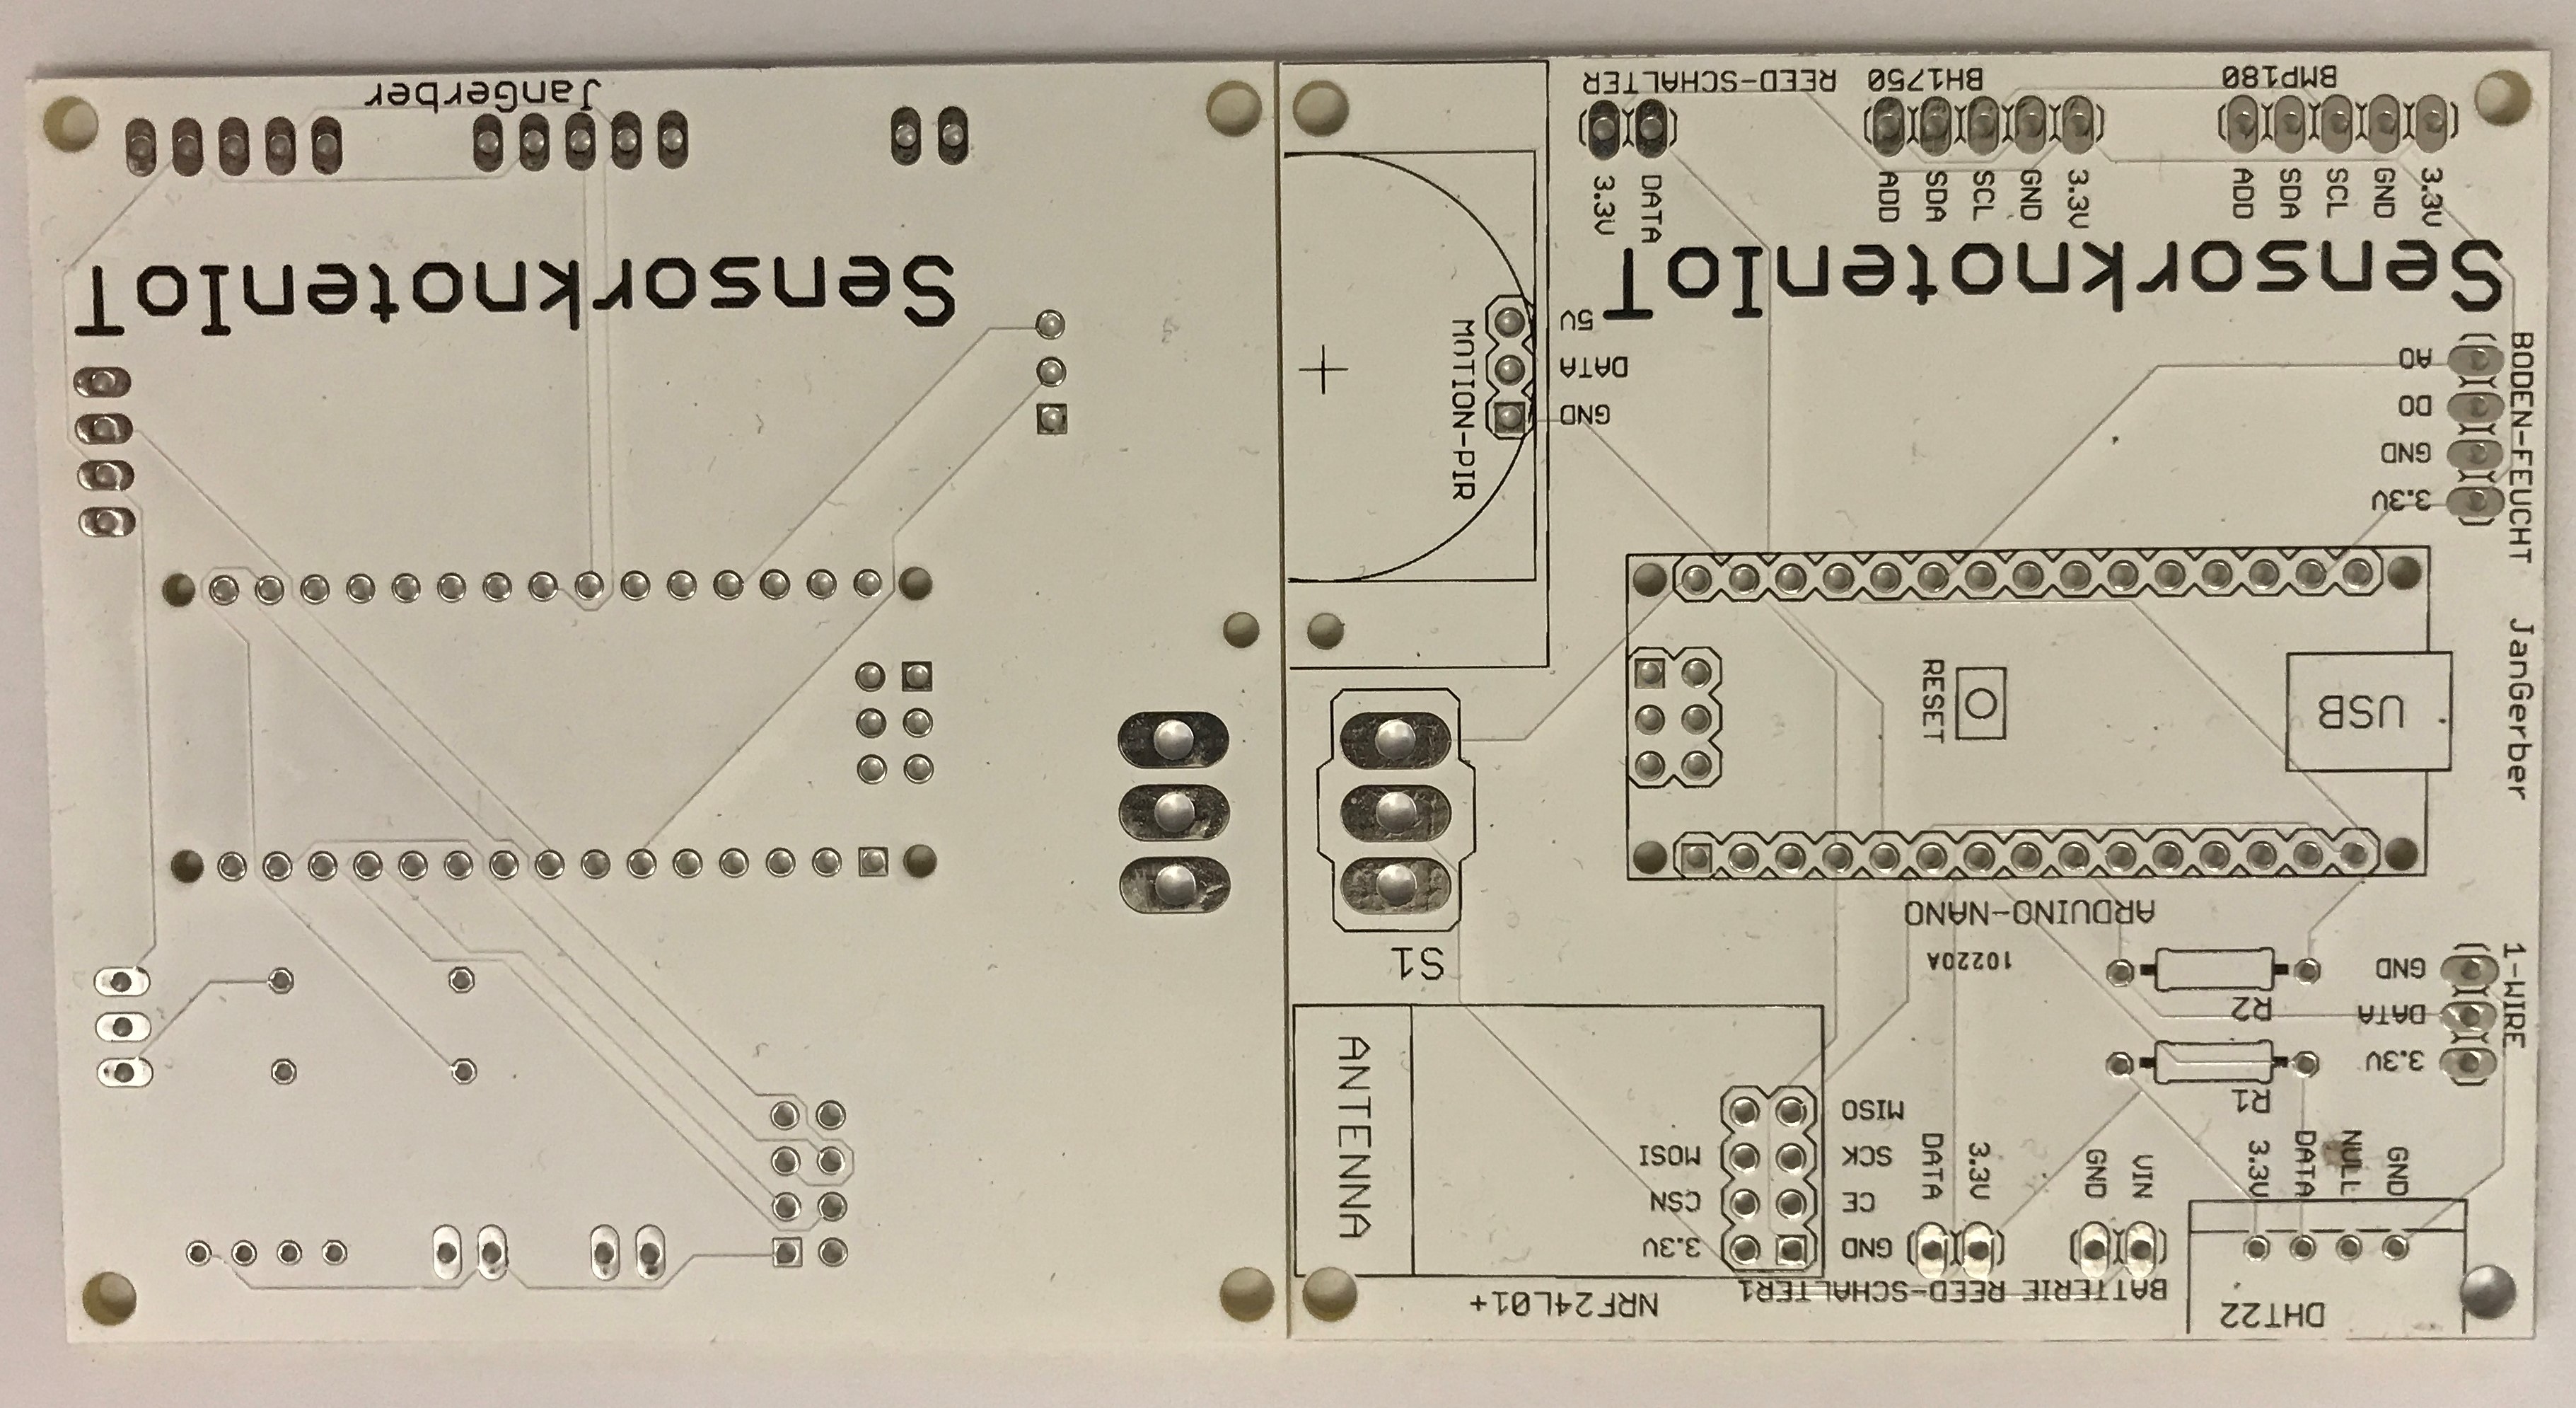 DHT22
BATTERIE REED-SCHALTER1
NRF24L01+
GND
3.3V
CE
CSN
SCK
MOSI
MISO
ANTENNA
GND
NULL
DATA
3.3V
VIN
GND
3.3V
DATA
R1
3.3V
DATA
GND
1-WIRE
R2
10220A
S1
ARDUINO-NANO
USB
RESET
JanGerber
BODEN-FEUCHT
3.3V
GND
DO
AO
GND
DATA
5V
MOTION-PIR
SensorknotenIoT
3.3V
GND
SCL
SDA
ADD
BMP180
3.3V
GND
SCL
SDA
ADD
BH1750
DATA
3.3V
REED-SCHALTER
SensorknotenIoT
JanGerber